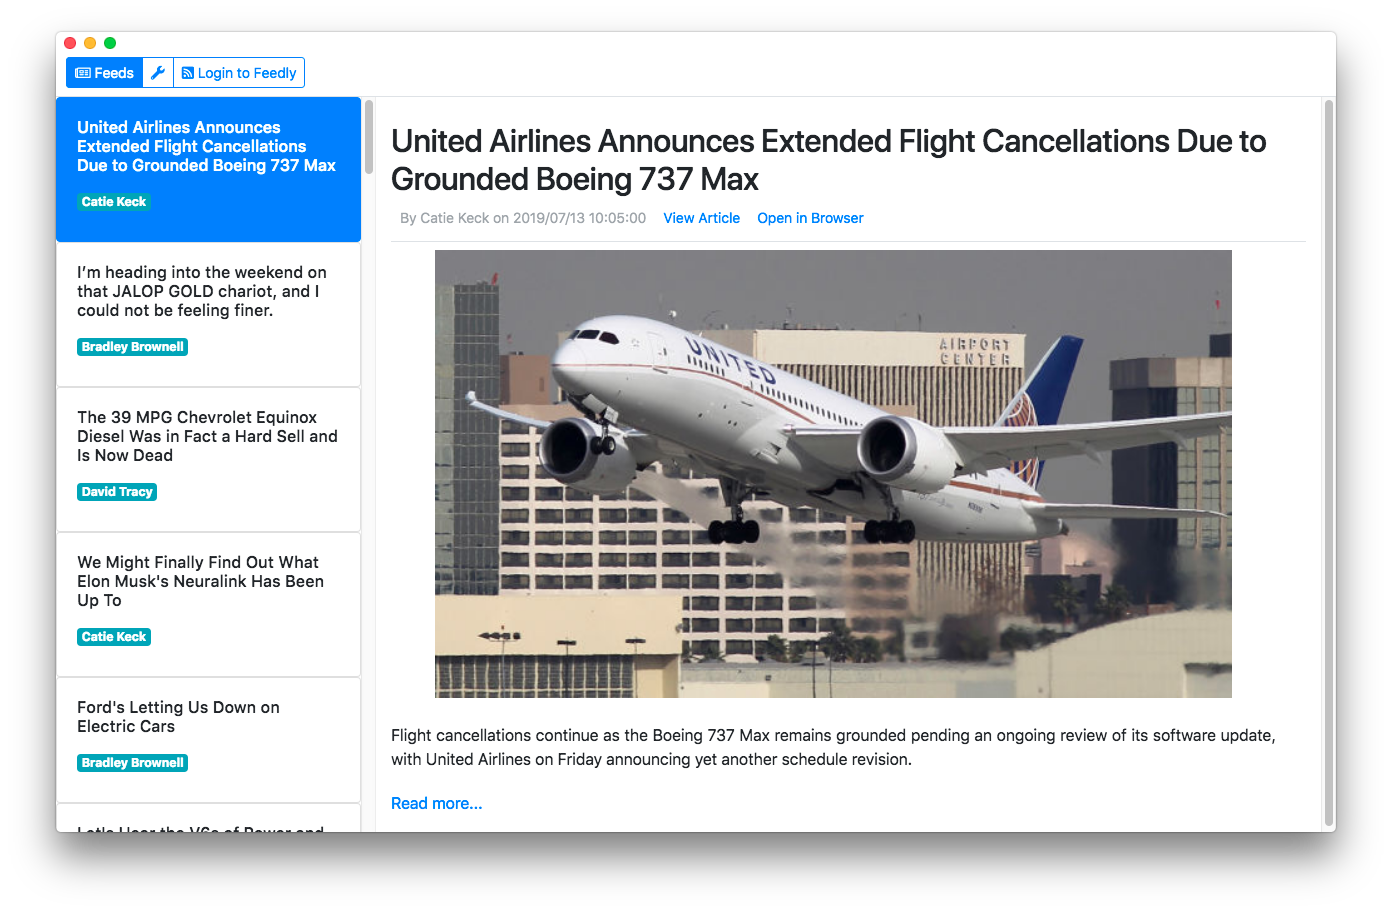 Feeds
Login to Feedly
United Airlines Announces
Extended Flight Cancellations
Due to Grounded Boeing 737 Max
Catie Keck
I’m heading into the weekend on
that JALOP GOLD chariot, and I
could not be feeling finer.
Bradley Brownell
The 39 MPG Chevrolet Equinox
Diesel Was in Fact a Hard Sell and
Is Now Dead
David Tracy
We Might Finally Find Out What
Elon Musk's Neuralink Has Been
Up To
Catie Keck
Ford's Letting Us Down on
Electric Cars
Bradley Brownell
Let's Hear the V6s of Power and
United Airlines Announces Extended Flight Cancellations Due to
Grounded Boeing 737 Max
By Catie Keck on 2019/07/13 10:05:00 View Article Open in Browser
AIRPORT
CENTER
UNITED
Flight cancellations continue as the Boeing 737 Max remains grounded pending an ongoing review of its software update,
with United Airlines on Friday announcing yet another schedule revision.
Read more...